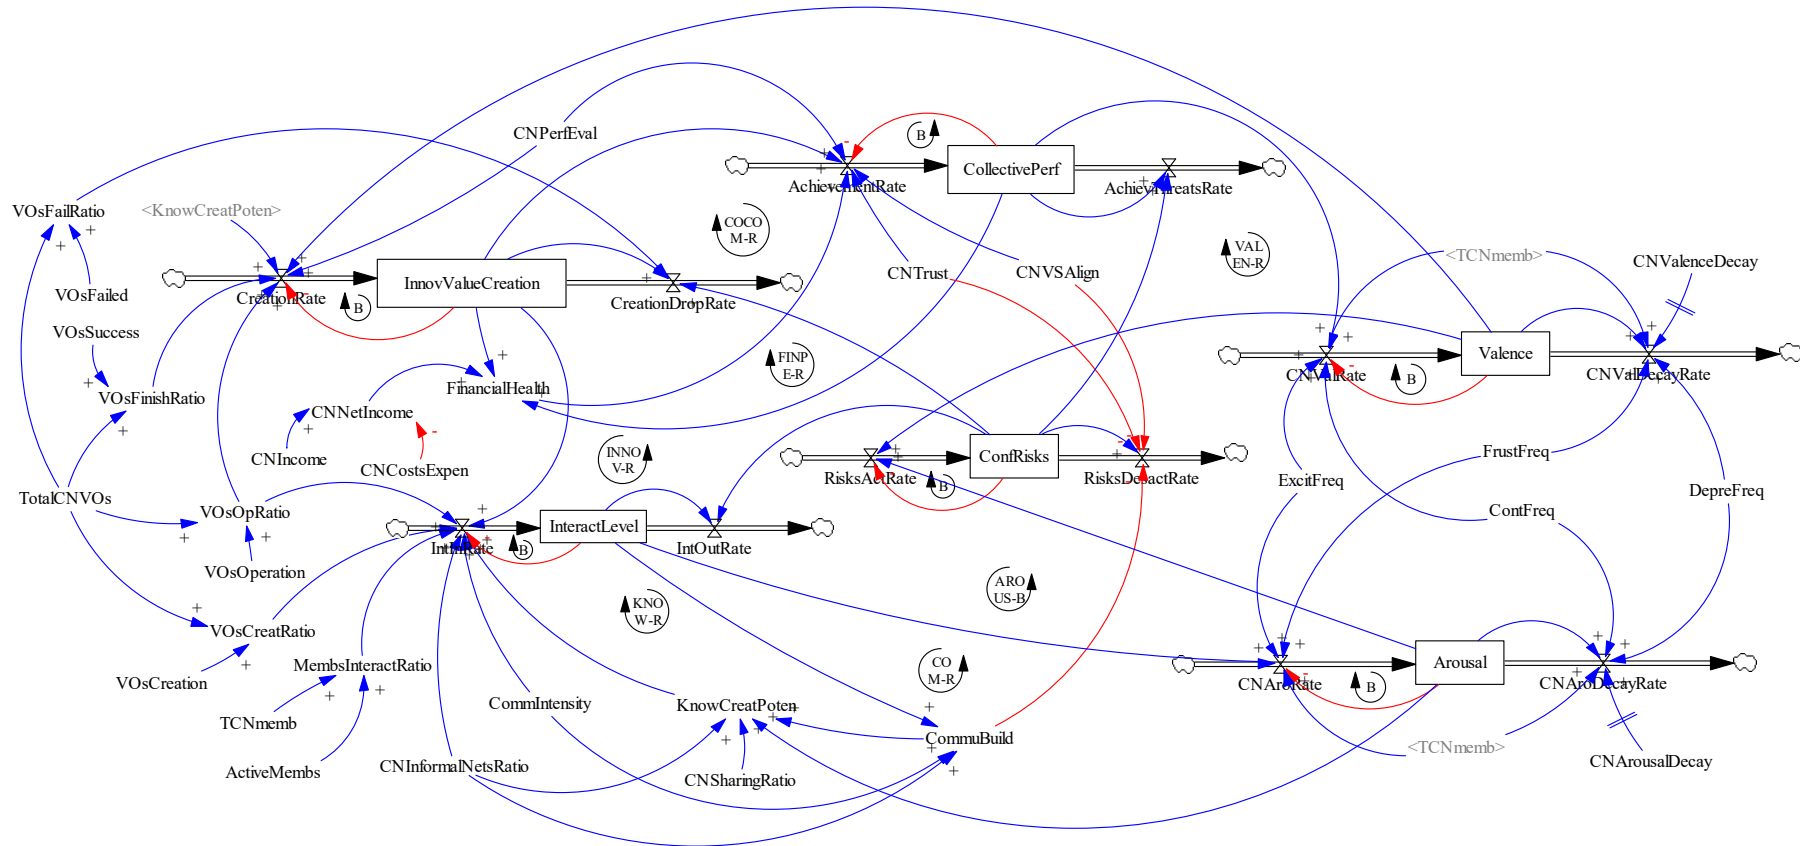 CNPerfEval
B
CollectivePerf
AchievementRate
AchievThreatsRate
VOsFailRatio
<KnowCreatPoten>
COCO
M-R
VAL
EN-R
<TCNmemb>
CNValenceDecay
CNTrust
CNVSAlign
InnovValueCreation
VOsFailed
CreationRate
B
CreationDropRate
VOsSuccess
FINP
E-R
Valence
CNValRate
B
CNValDecayRate
FinancialHealth
VOsFinishRatio
CNNetIncome
CNIncome
CNCostsExpen
INNO
V-R
ConfRisks
RisksActRate
B
RisksDesactRate
FrustFreq
ExcitFreq
DepreFreq
ContFreq
TotalCNVOs
VOsOpRatio
InteractLevel
IntInRate
B
IntOutRate
VOsOperation
ARO
US-B
KNO
W-R
VOsCreatRatio
MembsInteractRatio
VOsCreation
CO
M-R
Arousal
CNAroRate
B
CNAroDecayRate
TCNmemb
CommIntensity
KnowCreatPoten
CommuBuild
<TCNmemb>
CNArousalDecay
ActiveMembs
CNInformalNetsRatio
CNSharingRatio